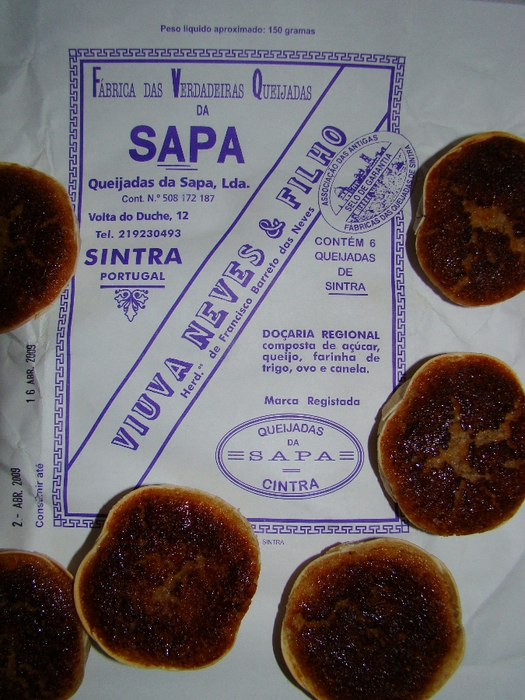 Peso líquido aproximado: 150 gramas
FÁBRICA DAS VERDADEIRAS QUEIJADAS
DA
SAPA
Queijadas da Sapa, Lda.
Cont. N.º 508 172 187
Volta do Duche, 12
Tel. 219230493
SINTRA
PORTUGAL
VIUVA NEVES & FILHO
Herd.ºˢ de Francisco Barreto das Neves
ASSOCIAÇÃO DAS ANTIGAS
SELO DE GARANTIA
FÁBRICAS DAS QUEIJADAS DE SINTRA
CONTÉM 6
QUEIJADAS
DE
SINTRA
DOÇARIA REGIONAL
composta de açúcar,
queijo, farinha de
trigo, ovo e canela.
Marca Registada
QUEIJADAS
DA
SAPA
CINTRA
SINTRA
Consumir até
2 - ABR. 2009
16 ABR. 2009